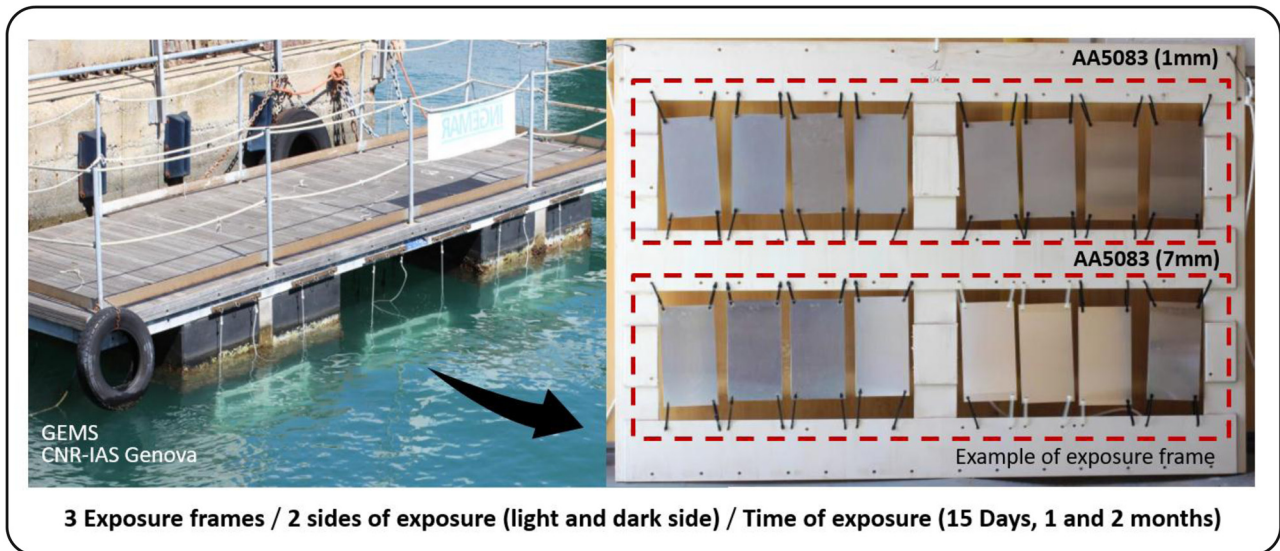 INGEMAR
GEMS
CNR-IAS Genova
AA5083 (1mm)
AA5083 (7mm)
Example of exposure frame
3 Exposure frames / 2 sides of exposure (light and dark side) / Time of exposure (15 Days, 1 and 2 months)